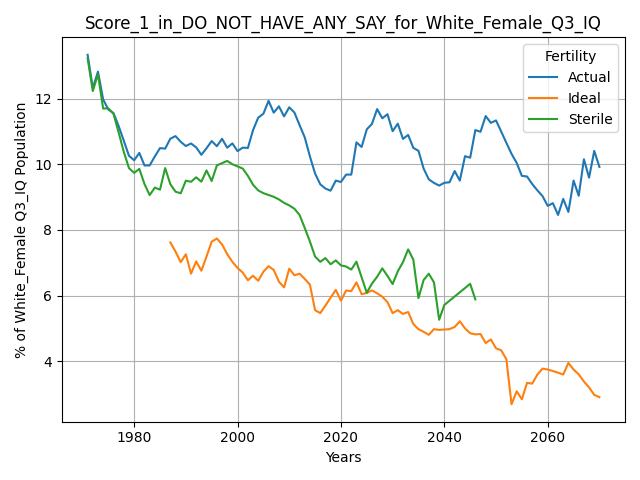 Score_1_in_DO_NOT_HAVE_ANY_SAY_for_White_Female_Q3_IQ
Fertility
Actual
Ideal
Sterile
% of White_Female Q3_IQ Population
12
10
8
6
4
1980
2000
2020
2040
2060
Years